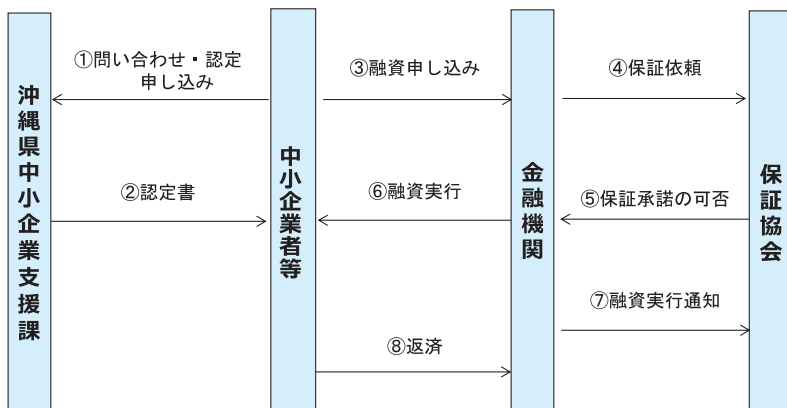 ①問い合わせ・認定
申し込み
③融資申し込み
④保証依頼
沖縄県中小企業支援課
中小企業者等
金融機関
保証協会
②認定書
⑥融資実行
⑤保証承諾の可否
⑦融資実行通知
⑧返済